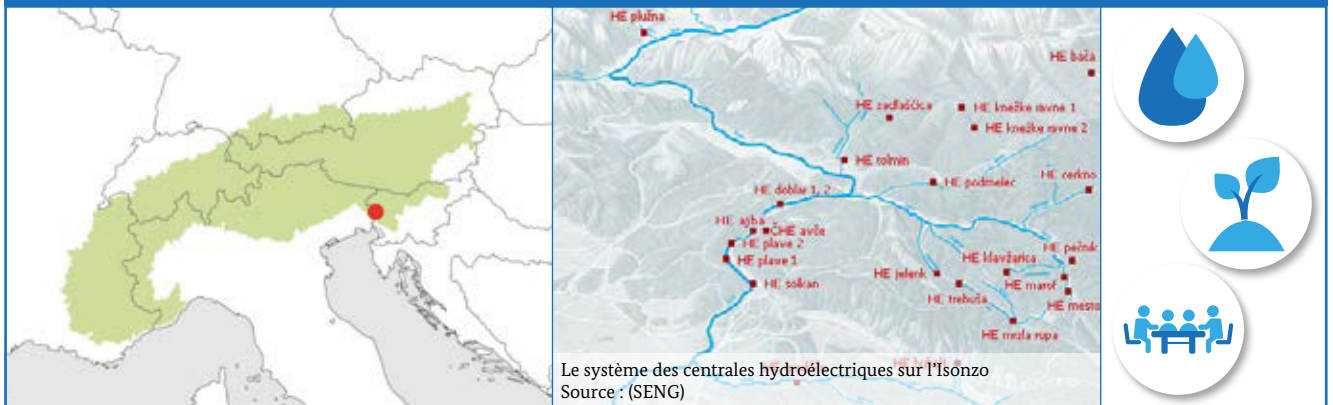 HE plužna
HE bača
HE zadlaščica
HE knežke ravne 1
HE knežke ravne 2
HE tolmin
HE podmelec
HE cerkno
HE doblar 1, 2
HE ajba
ČHE avče
HE plave 2
HE plave 1
HE solkan
HE jelenk
HE klavžarica
HE pečnik
HE trebuša
HE marof
HE mesto
HE mrzla rupa
Le système des centrales hydroélectriques sur l'Isonzo
Source : (SENG)